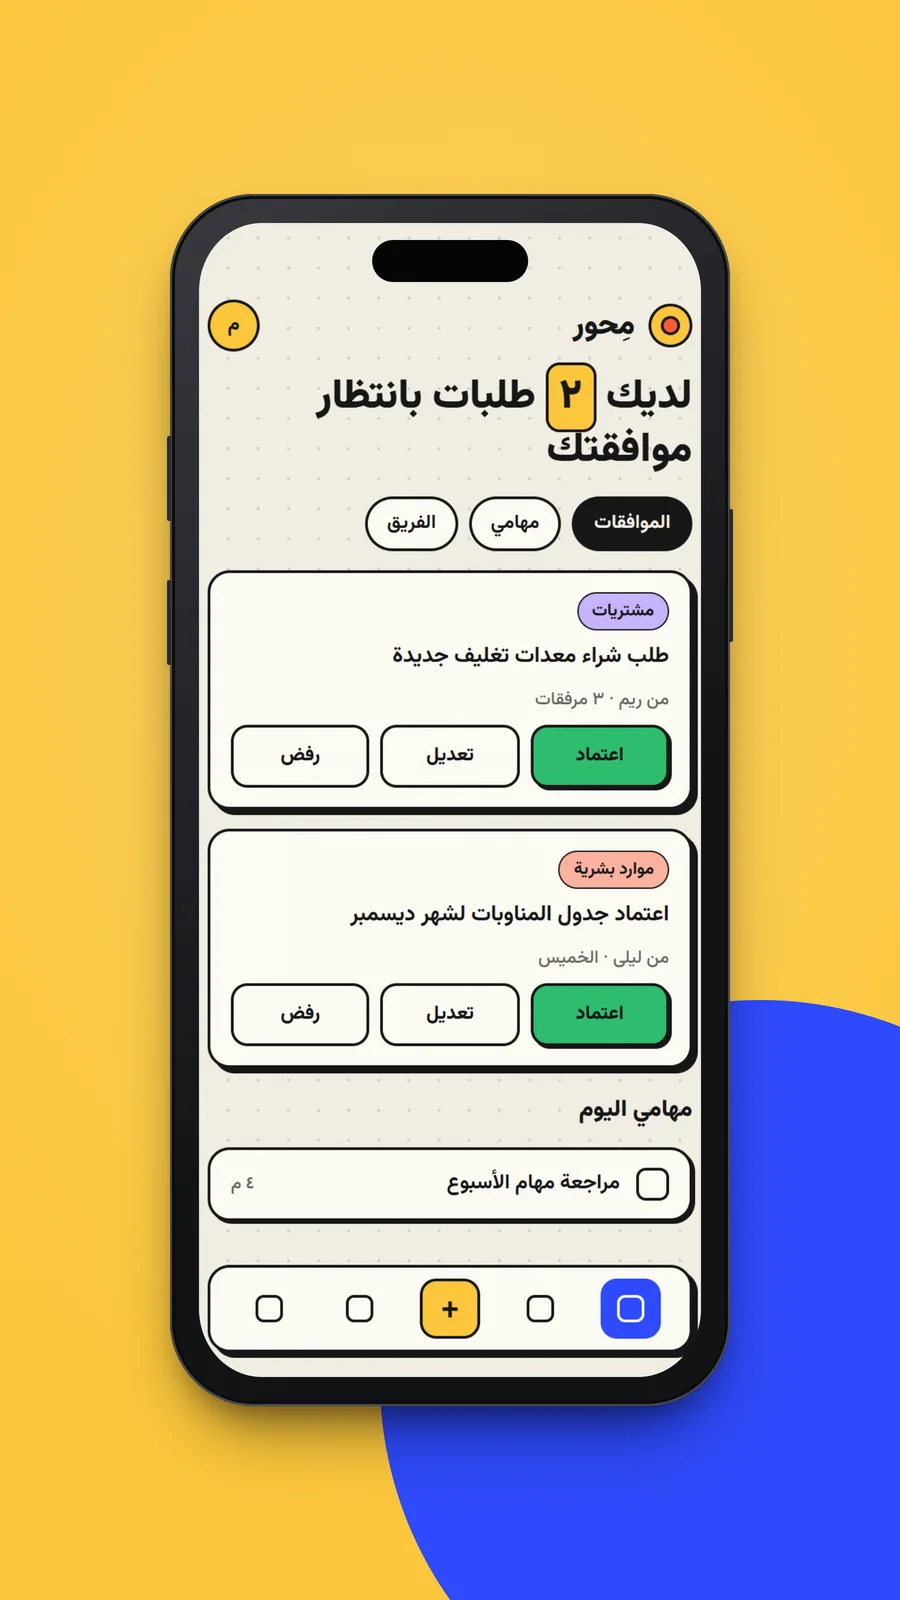 مِحور
م
لديك ٢ طلبات بانتظار
موافقتك
الموافقات
مهامي
الفريق
مشتريات
طلب شراء معدات تغليف جديدة
من ريم · ٣ مرفقات
اعتماد
تعديل
رفض
موارد بشرية
اعتماد جدول المناوبات لشهر ديسمبر
من ليلى · الخميس
اعتماد
تعديل
رفض
مهامي اليوم
مراجعة مهام الأسبوع
٤ م
+